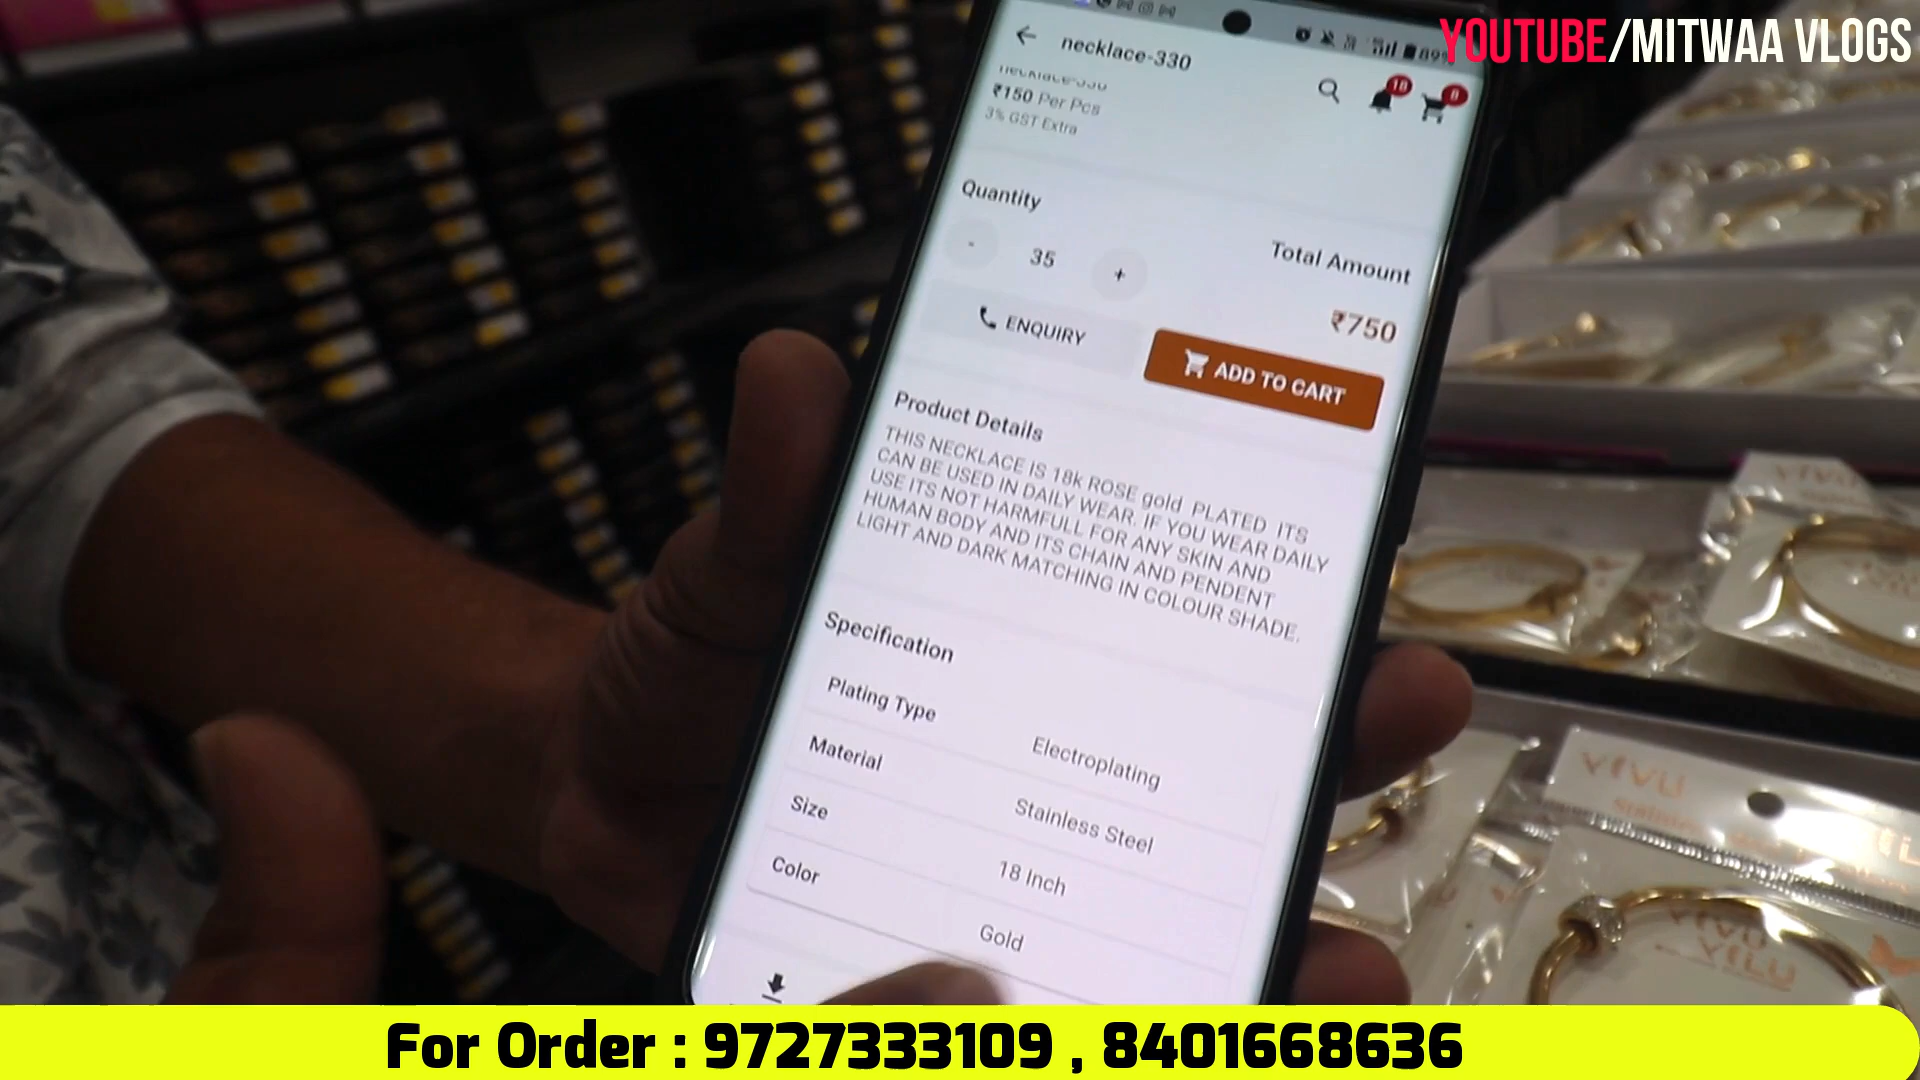 YOUTUBE/MITWAA VLOGS
necklace-330
₹150 Per Pcs
3% GST Extra
Quantity
- 35 +
Total Amount
₹750
ENQUIRY
ADD TO CART
Product Details
THIS NECKLACE IS 18k ROSE gold PLATED ITS
CAN BE USED IN DAILY WEAR. IF YOU WEAR DAILY
USE ITS NOT HARMFULL FOR ANY SKIN AND
HUMAN BODY AND ITS CHAIN AND PENDENT
LIGHT AND DARK MATCHING IN COLOUR SHADE.
Specification
Plating Type Electroplating
Material Stainless Steel
Size 18 Inch
Color Gold
VIVU
VIVU
VILU
For Order : 9727333109 , 8401668636